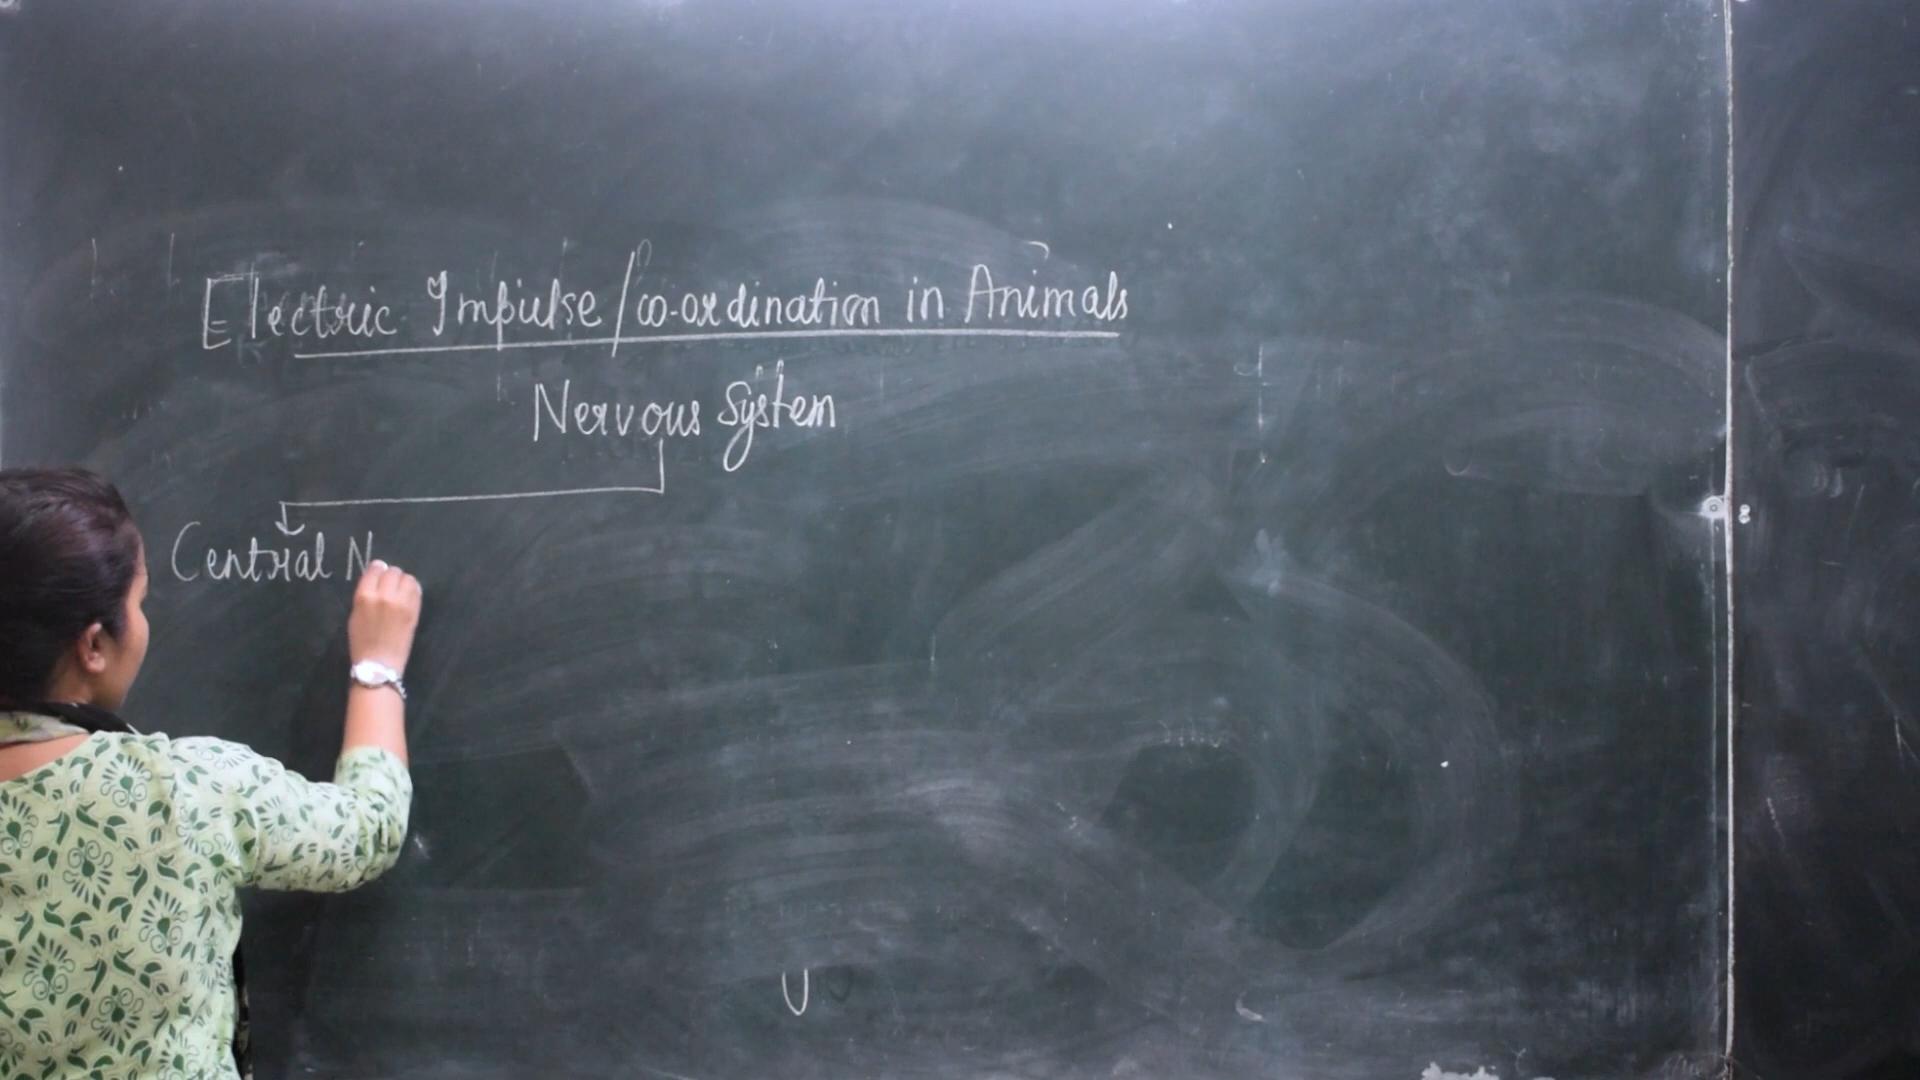 Electric Impulse/co-ordination in Animals
Nervous System
Central N